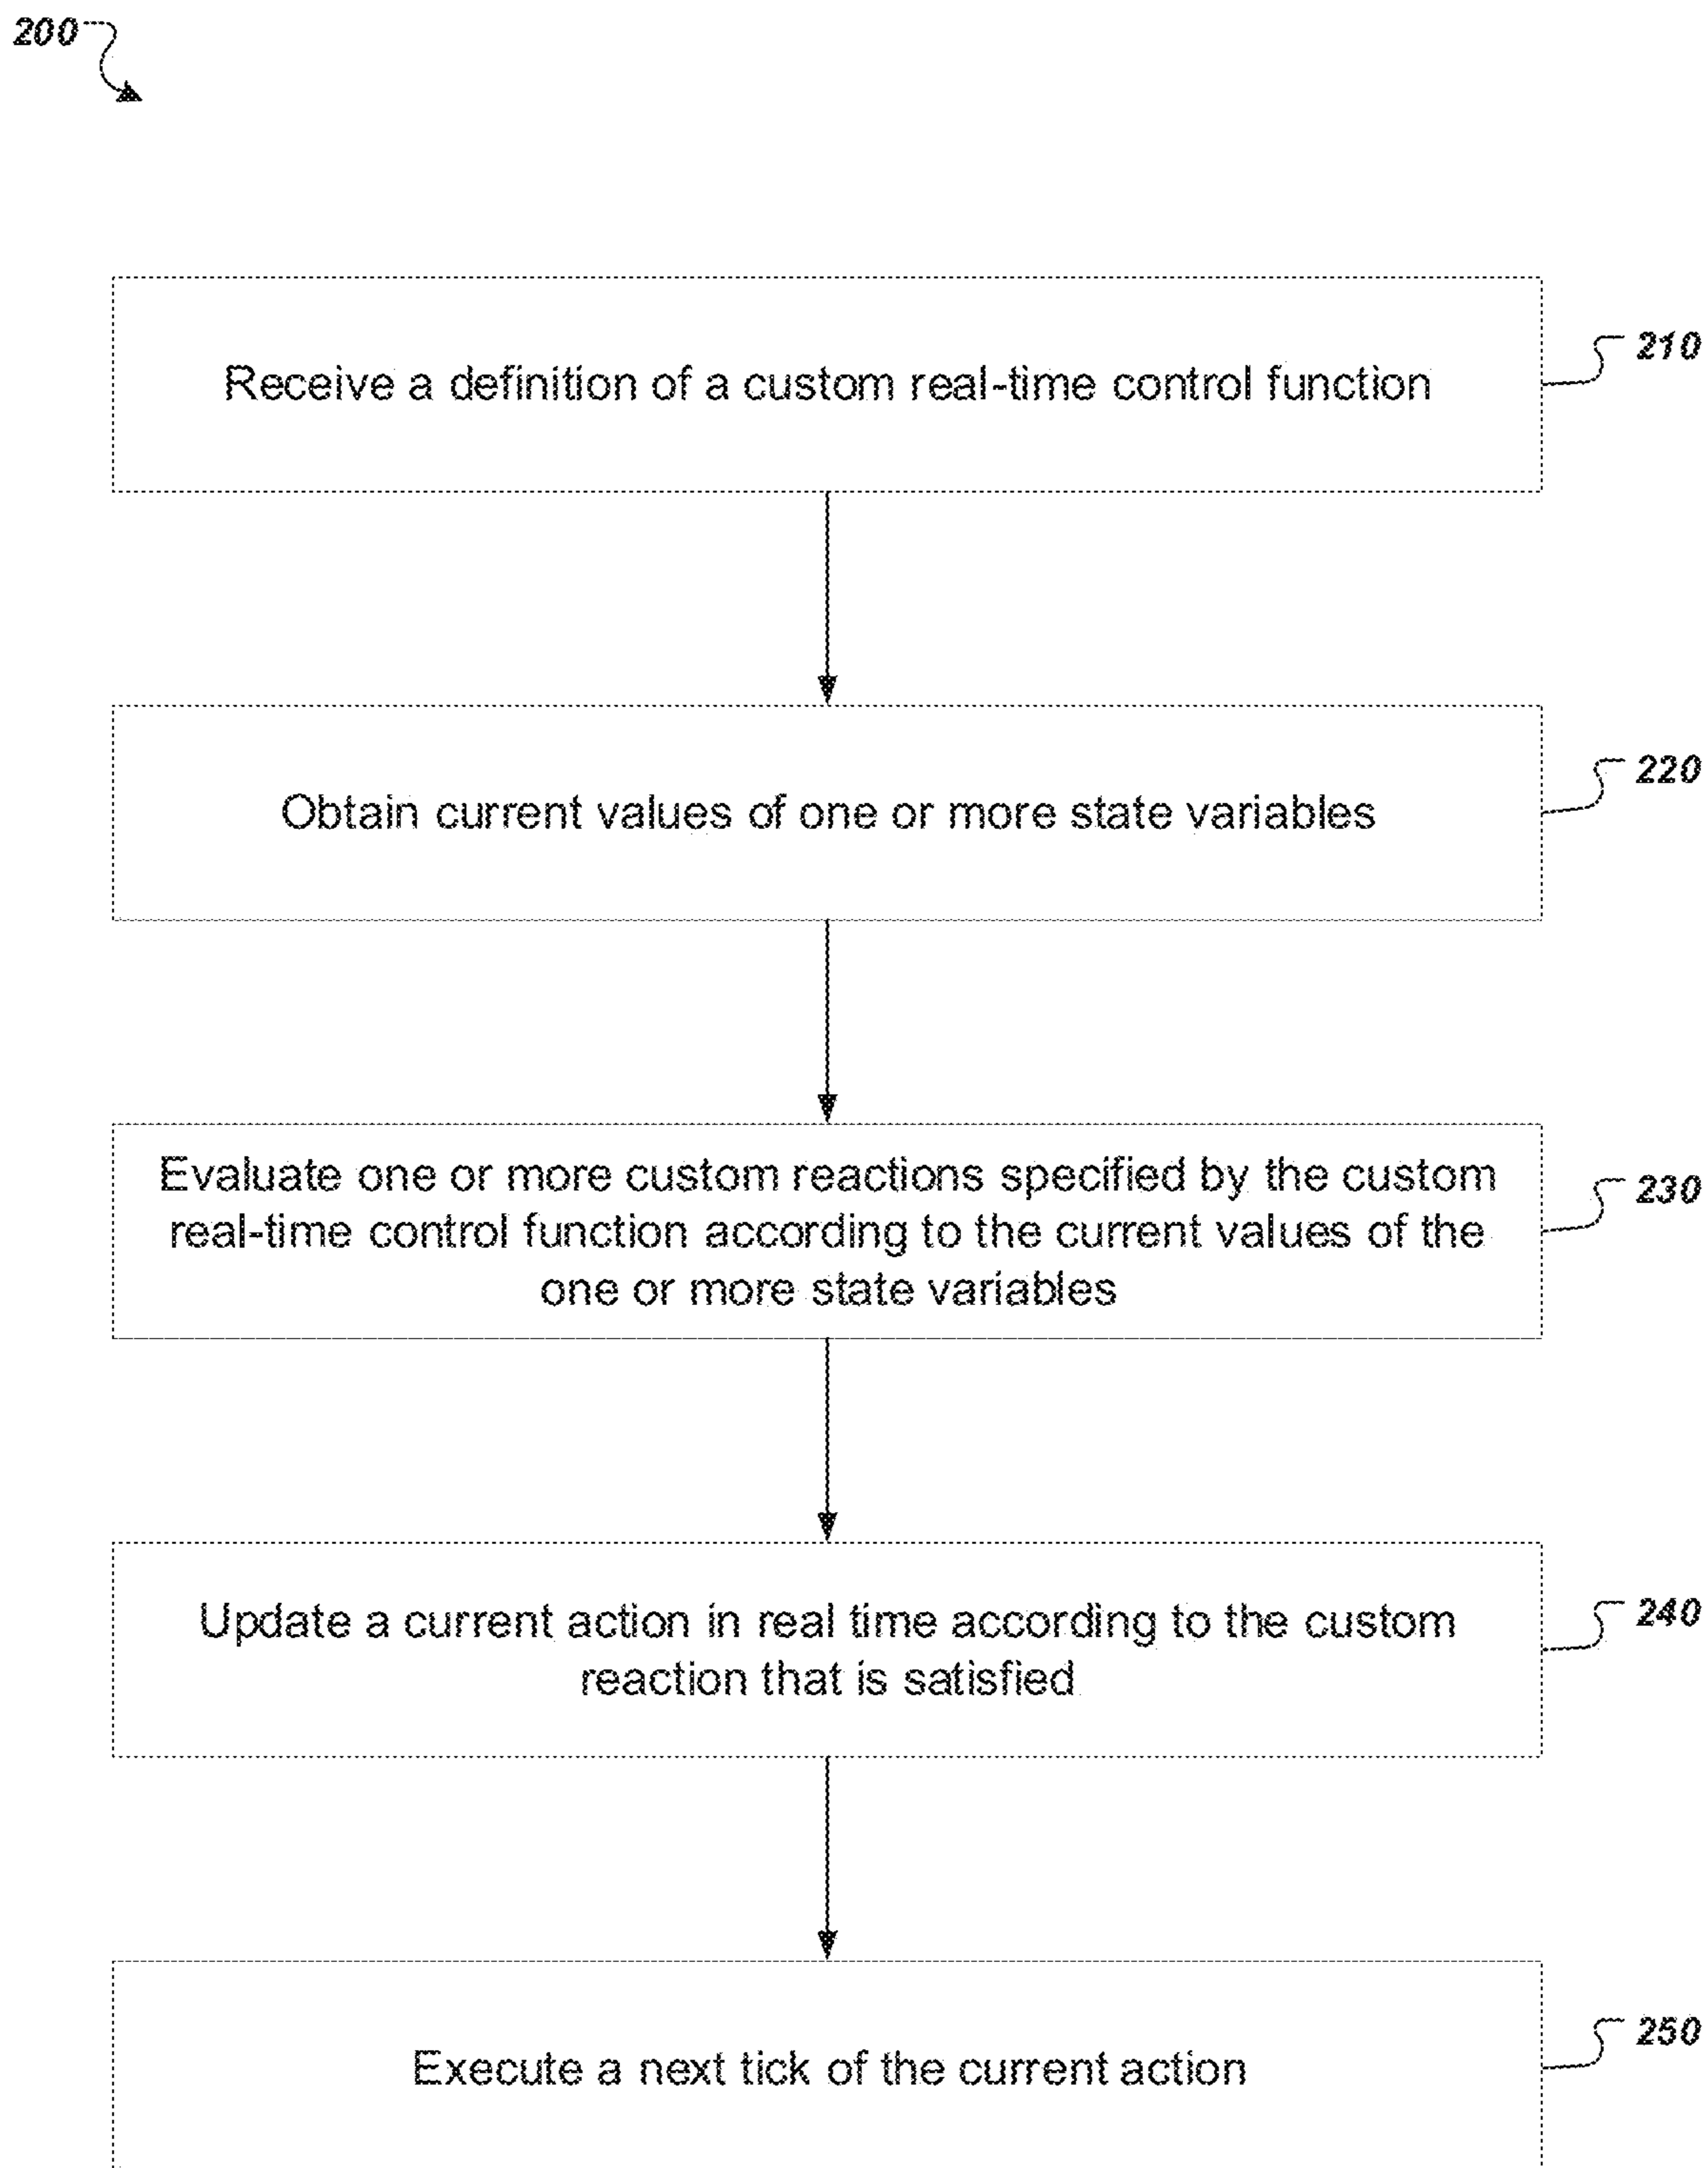 200
Receive a definition of a custom real-time control function
210
Obtain current values of one or more state variables
220
Evaluate one or more custom reactions specified by the custom
real-time control function according to the current values of the
one or more state variables
230
Update a current action in real time according to the custom
reaction that is satisfied
240
Execute a next tick of the current action
250